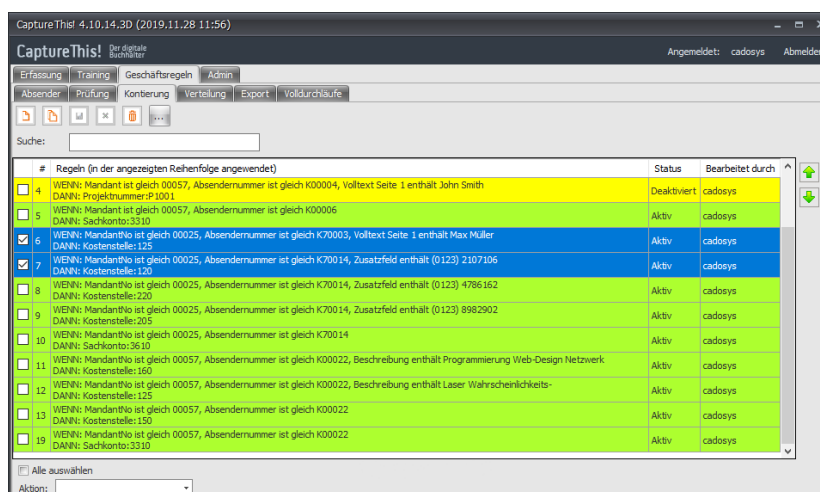 CaptureThis! 4.10.14.3D (2019.11.28 11:56)
CaptureThis! Der digitale Buchhalter
Angemeldet: cadosys Abmelden
Erfassung Training Geschäftsregeln Admin
Absender Prüfung Kontierung Verteilung Export Volldurchläufe
...
Suche:
# Regeln (in der angezeigten Reihenfolge angewendet) Status Bearbeitet durch
4 WENN: Mandant ist gleich 00057, Absendernummer ist gleich K00004, Volltext Seite 1 enthält John Smith
DANN: Projektnummer:P1001
Deaktiviert cadosys
5 WENN: Mandant ist gleich 00057, Absendernummer ist gleich K00006
DANN: Sachkonto:3310
Aktiv cadosys
6 WENN: MandantNo ist gleich 00025, Absendernummer ist gleich K70003, Volltext Seite 1 enthält Max Müller
DANN: Kostenstelle:125
Aktiv cadosys
7 WENN: MandantNo ist gleich 00025, Absendernummer ist gleich K70014, Zusatzfeld enthält (0123) 2107106
DANN: Kostenstelle:120
Aktiv cadosys
8 WENN: MandantNo ist gleich 00025, Absendernummer ist gleich K70014, Zusatzfeld enthält (0123) 4786162
DANN: Kostenstelle:220
Aktiv cadosys
9 WENN: MandantNo ist gleich 00025, Absendernummer ist gleich K70014, Zusatzfeld enthält (0123) 8982902
DANN: Kostenstelle:205
Aktiv cadosys
10 WENN: MandantNo ist gleich 00025, Absendernummer ist gleich K70014
DANN: Sachkonto:3610
Aktiv cadosys
11 WENN: MandantNo ist gleich 00057, Absendernummer ist gleich K00022, Beschreibung enthält Programmierung Web-Design Netzwerk
DANN: Kostenstelle:160
Aktiv cadosys
12 WENN: MandantNo ist gleich 00057, Absendernummer ist gleich K00022, Beschreibung enthält Laser Wahrscheinlichkeits-
DANN: Kostenstelle:125
Aktiv cadosys
13 WENN: MandantNo ist gleich 00057, Absendernummer ist gleich K00022
DANN: Kostenstelle:150
Aktiv cadosys
19 WENN: MandantNo ist gleich 00057, Absendernummer ist gleich K00022
DANN: Sachkonto:3310
Aktiv cadosys
Alle auswählen
Aktion: